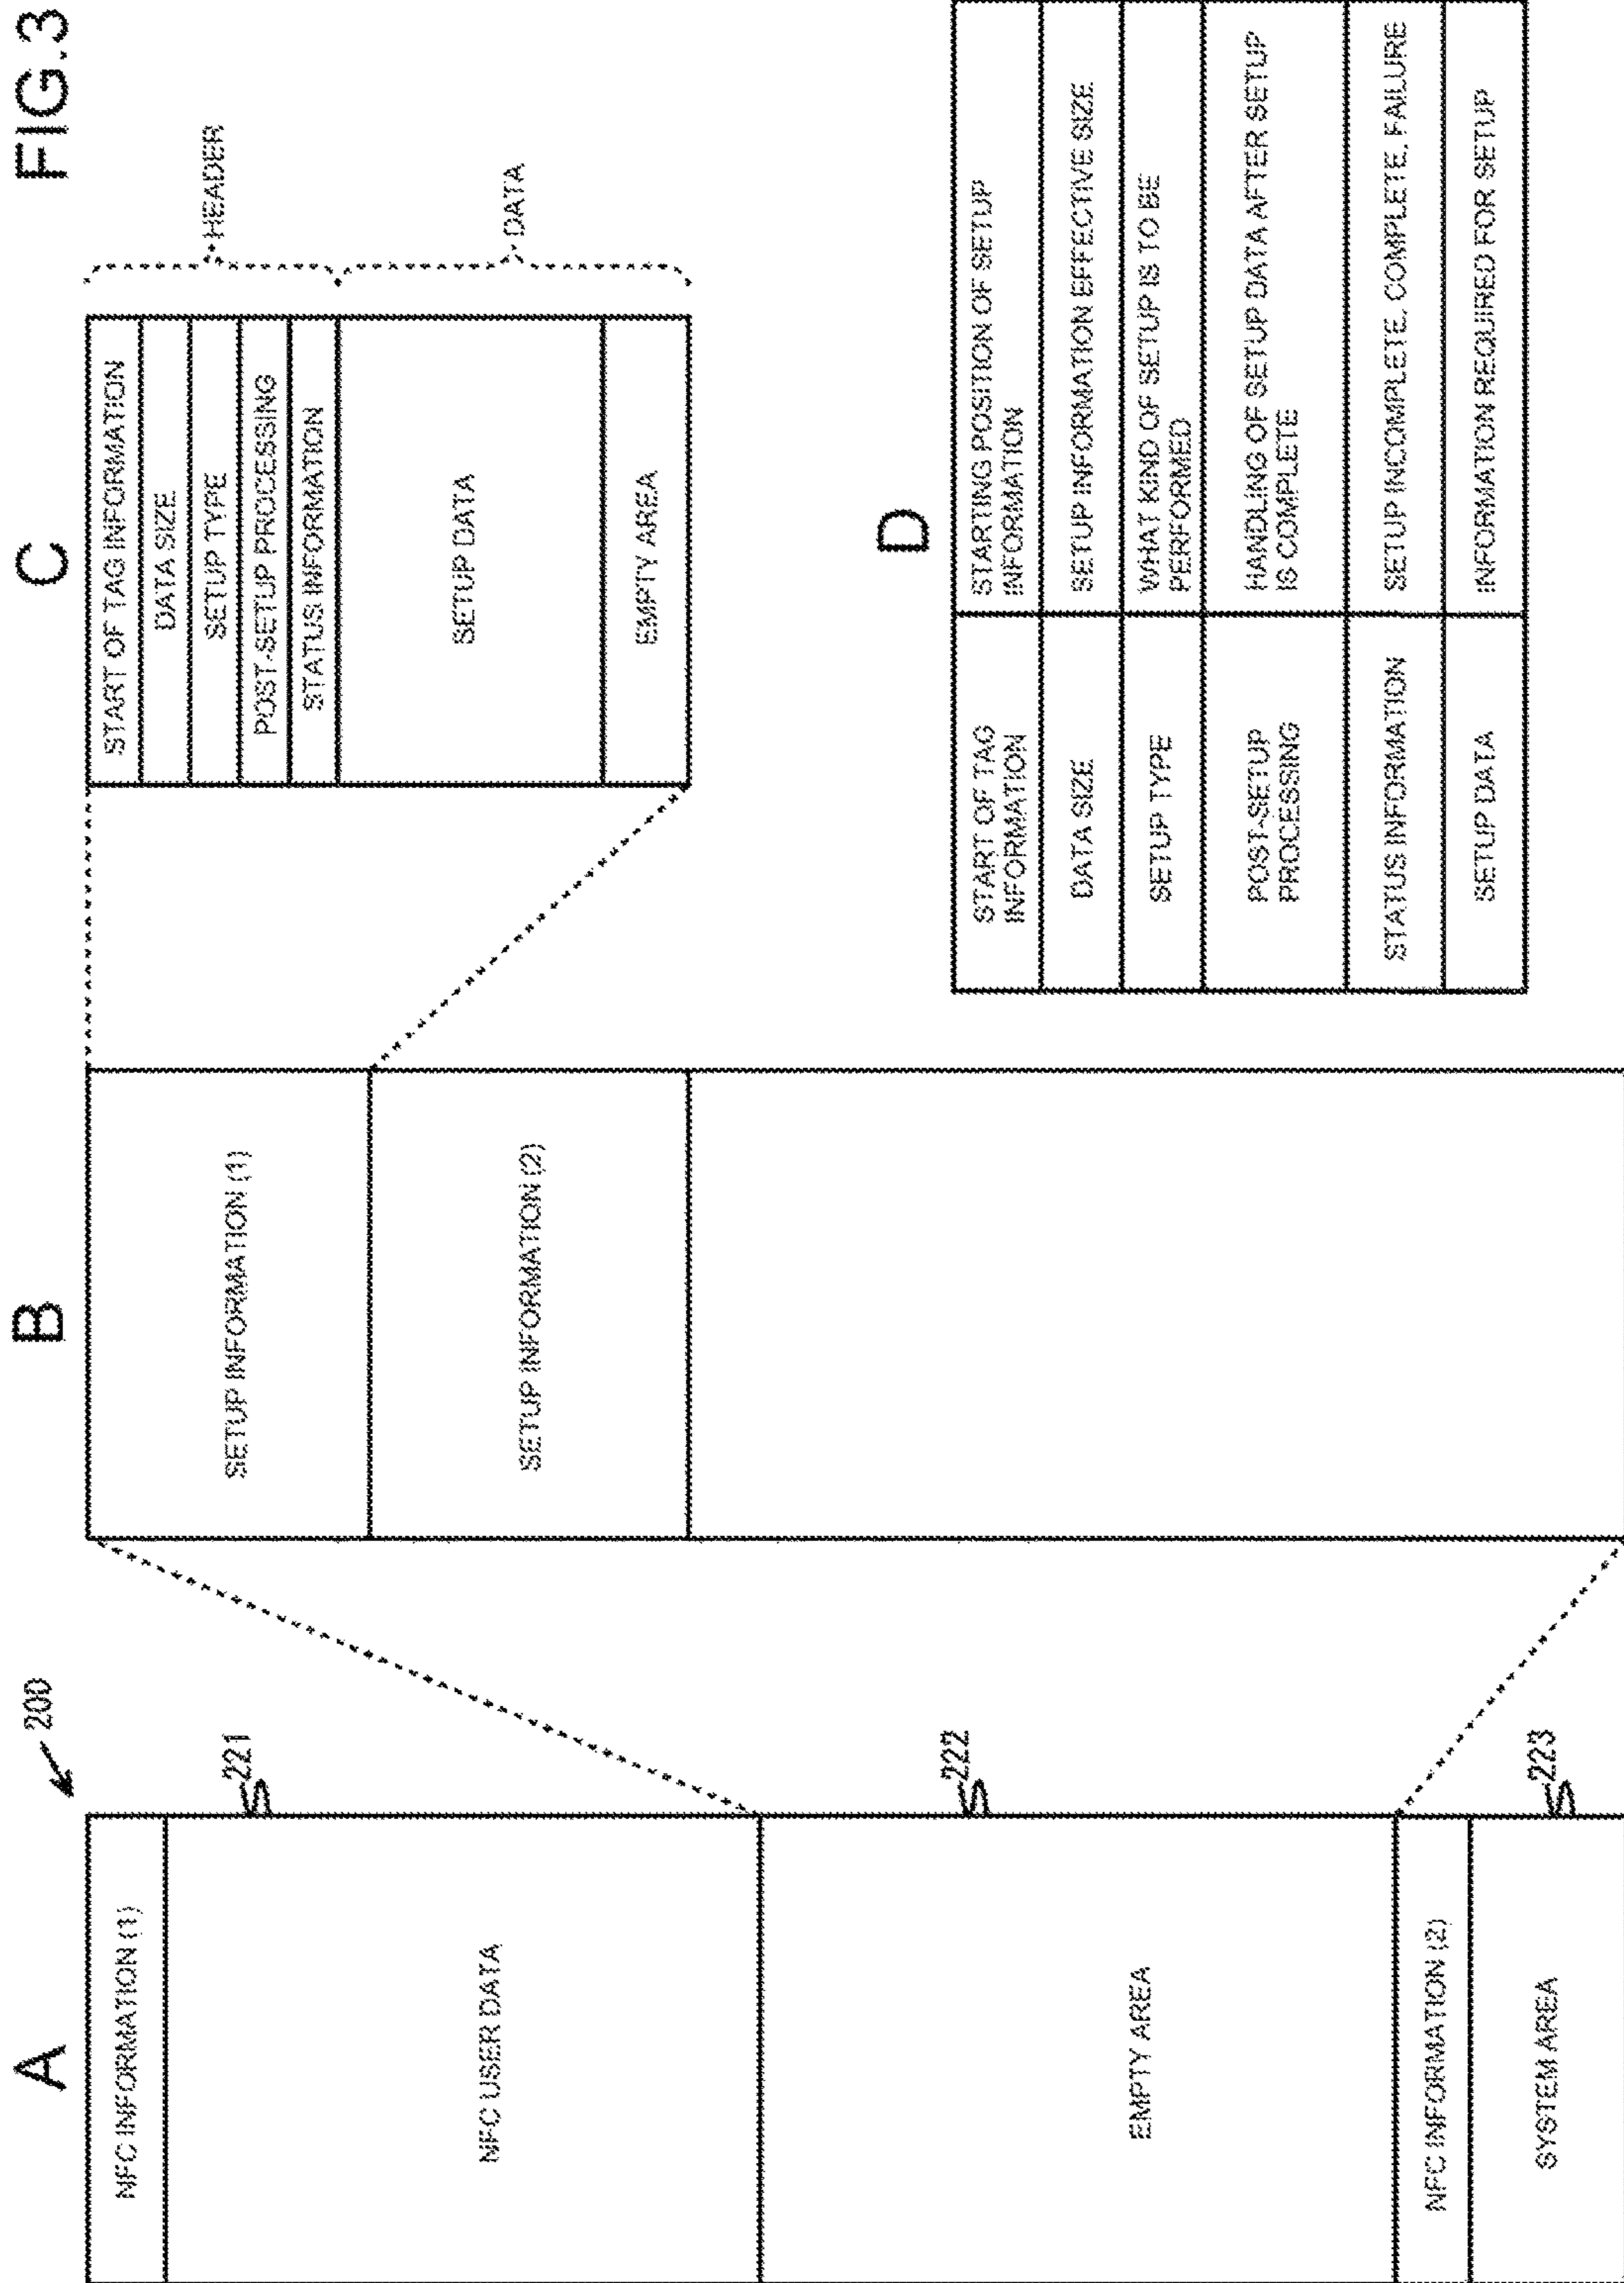 FIG.3
A
200
NFC INFORMATION (1)
221
NFC USER DATA
222
EMPTY AREA
NFC INFORMATION (2)
223
SYSTEM AREA
B
SETUP INFORMATION (1)
SETUP INFORMATION (2)
C
START OF TAG INFORMATION
DATA SIZE
SETUP TYPE
POST-SETUP PROCESSING
STATUS INFORMATION
SETUP DATA
EMPTY AREA
HEADER
DATA
D
START OF TAG
INFORMATION
STARTING POSITION OF SETUP
INFORMATION
DATA SIZE
SETUP INFORMATION EFFECTIVE SIZE
SETUP TYPE
WHAT KIND OF SETUP IS TO BE
PERFORMED
POST-SETUP
PROCESSING
HANDLING OF SETUP DATA AFTER SETUP
IS COMPLETE
STATUS INFORMATION
SETUP INCOMPLETE, COMPLETE, FAILURE
SETUP DATA
INFORMATION REQUIRED FOR SETUP